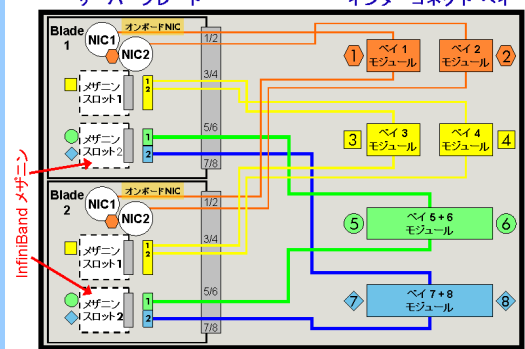 サーバー ブレード
インターコネクト ベイ
Blade
1
NIC1
NIC2
オンボードNIC
1/2
メザニン
スロット1
1
2
3/4
メザニン
スロット2
1
2
5/6
7/8
Blade
2
NIC1
NIC2
オンボードNIC
1/2
メザニン
スロット1
1
2
3/4
メザニン
スロット2
1
2
5/6
7/8
InfiniBand メザニン
1
ベイ 1
モジュール
ベイ 2
モジュール
2
3
ベイ 3
モジュール
ベイ 4
モジュール
4
5
ベイ 5+6
モジュール
6
7
ベイ 7+8
モジュール
8